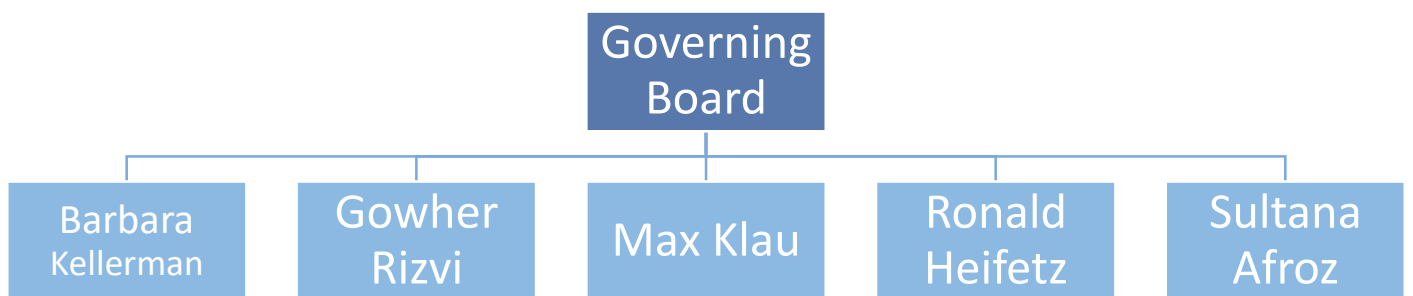 Governing
Board
Barbara
Kellerman
Gowher
Rizvi
Max Klau
Ronald
Heifetz
Sultana
Afroz